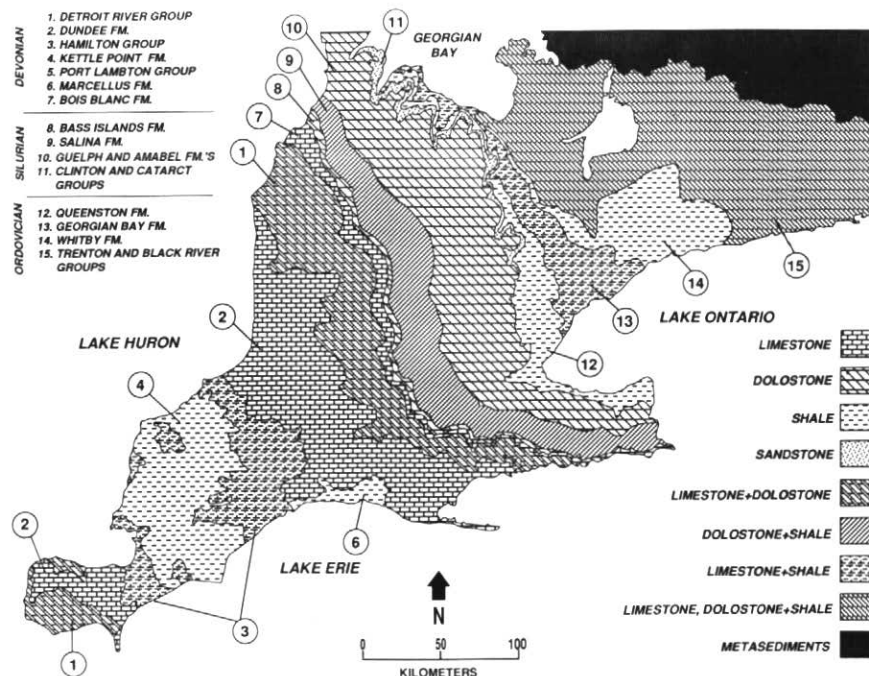 DEVONIAN
1. DETROIT RIVER GROUP
2. DUNDEE FM.
3. HAMILTON GROUP
4. KETTLE POINT FM.
5. PORT LAMBTON GROUP
6. MARCELLUS FM.
7. BOIS BLANC FM.
SILURIAN
8. BASS ISLANDS FM.
9. SALINA FM.
10. GUELPH AND AMABEL FM.'S
11. CLINTON AND CATARCT
GROUPS
ORDOVICIAN
12. QUEENSTON FM.
13. GEORGIAN BAY FM.
14. WHITBY FM.
15. TRENTON AND BLACK RIVER
GROUPS
GEORGIAN
BAY
11
10
9
8
7
1
2
4
2
1
3
6
12
13
14
15
LAKE HURON
LAKE ONTARIO
LAKE ERIE
LIMESTONE
DOLOSTONE
SHALE
SANDSTONE
LIMESTONE+DOLOSTONE
DOLOSTONE+SHALE
LIMESTONE+SHALE
LIMESTONE, DOLOSTONE+SHALE
METASEDIMENTS
N
0 50 100
KILOMETERS